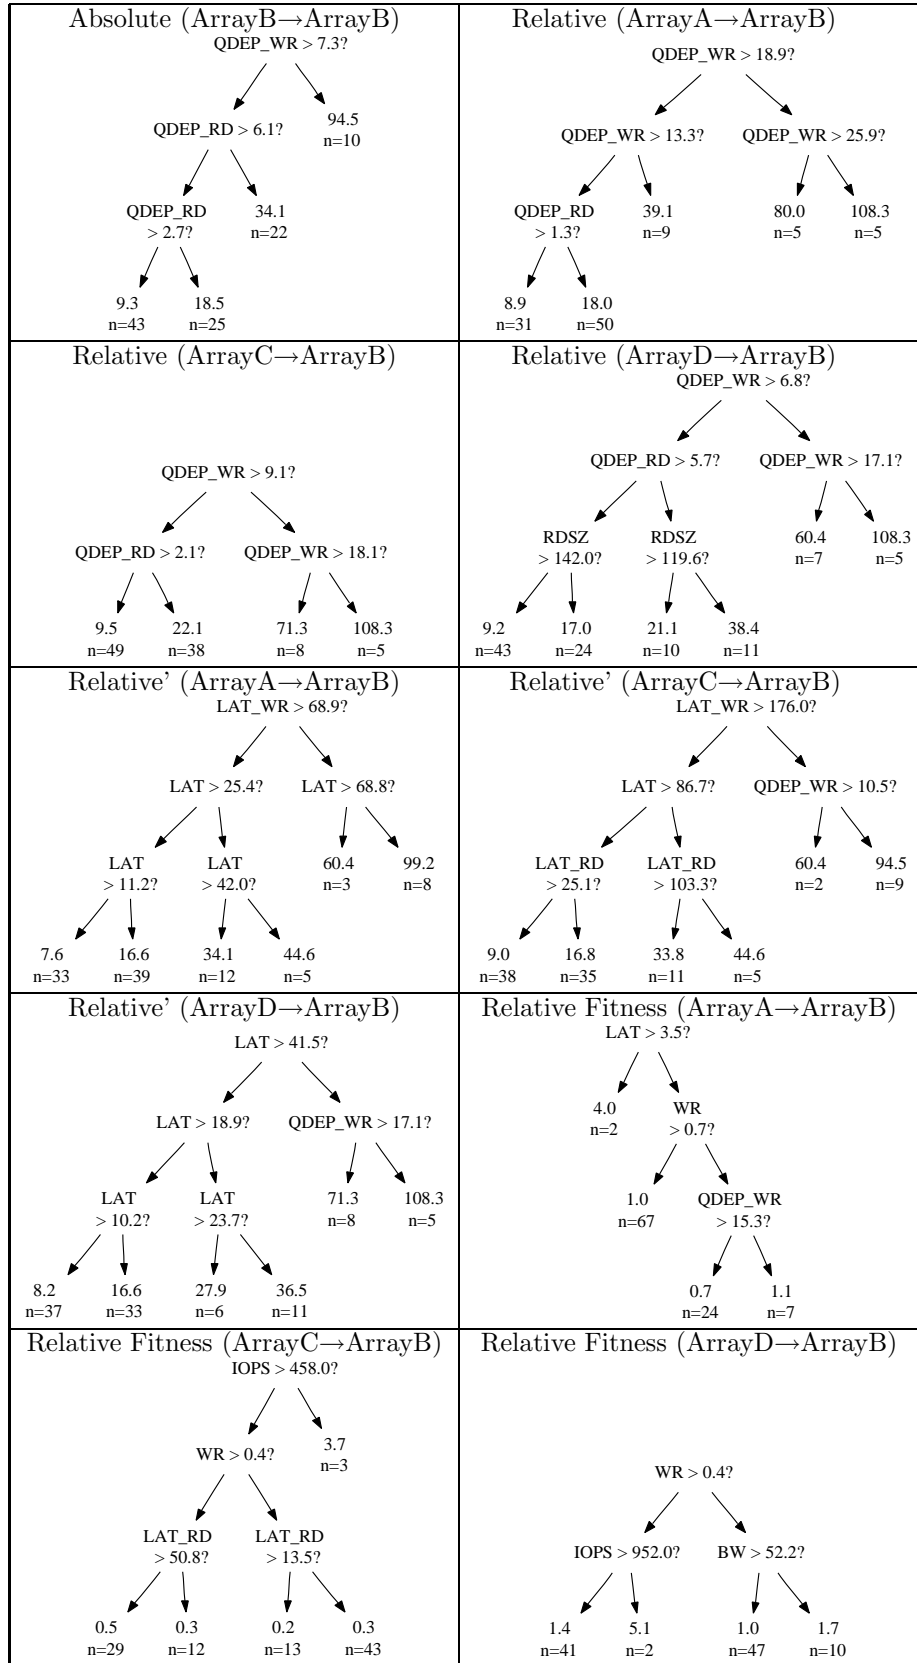 Absolute (ArrayB→ArrayB)
QDEP_WR > 7.3?
QDEP_RD > 6.1?
94.5
n=10
QDEP_RD
> 2.7?
34.1
n=22
9.3
n=43
18.5
n=25
Relative (ArrayA→ArrayB)
QDEP_WR > 18.9?
QDEP_WR > 13.3?
QDEP_WR > 25.9?
QDEP_RD
> 1.3?
39.1
n=9
80.0
n=5
108.3
n=5
8.9
n=31
18.0
n=50
Relative (ArrayC→ArrayB)
QDEP_WR > 9.1?
QDEP_RD > 2.1?
QDEP_WR > 18.1?
9.5
n=49
22.1
n=38
71.3
n=8
108.3
n=5
Relative (ArrayD→ArrayB)
QDEP_WR > 6.8?
QDEP_RD > 5.7?
QDEP_WR > 17.1?
RDSZ
> 142.0?
RDSZ
> 119.6?
60.4
n=7
108.3
n=5
9.2
n=43
17.0
n=24
21.1
n=10
38.4
n=11
Relative' (ArrayA→ArrayB)
LAT_WR > 68.9?
LAT > 25.4?
LAT > 68.8?
LAT
> 11.2?
LAT
> 42.0?
60.4
n=3
99.2
n=8
7.6
n=33
16.6
n=39
34.1
n=12
44.6
n=5
Relative' (ArrayC→ArrayB)
LAT_WR > 176.0?
LAT > 86.7?
QDEP_WR > 10.5?
LAT_RD
> 25.1?
LAT_RD
> 103.3?
60.4
n=2
94.5
n=9
9.0
n=38
16.8
n=35
33.8
n=11
44.6
n=5
Relative' (ArrayD→ArrayB)
LAT > 41.5?
LAT > 18.9?
QDEP_WR > 17.1?
LAT
> 10.2?
LAT
> 23.7?
71.3
n=8
108.3
n=5
8.2
n=37
16.6
n=33
27.9
n=6
36.5
n=11
Relative Fitness (ArrayA→ArrayB)
LAT > 3.5?
4.0
n=2
WR
> 0.7?
1.0
n=67
QDEP_WR
> 15.3?
0.7
n=24
1.1
n=7
Relative Fitness (ArrayC→ArrayB)
IOPS > 458.0?
WR > 0.4?
3.7
n=3
LAT_RD
> 50.8?
LAT_RD
> 13.5?
0.5
n=29
0.3
n=12
0.2
n=13
0.3
n=43
Relative Fitness (ArrayD→ArrayB)
WR > 0.4?
IOPS > 952.0?
BW > 52.2?
1.4
n=41
5.1
n=2
1.0
n=47
1.7
n=10